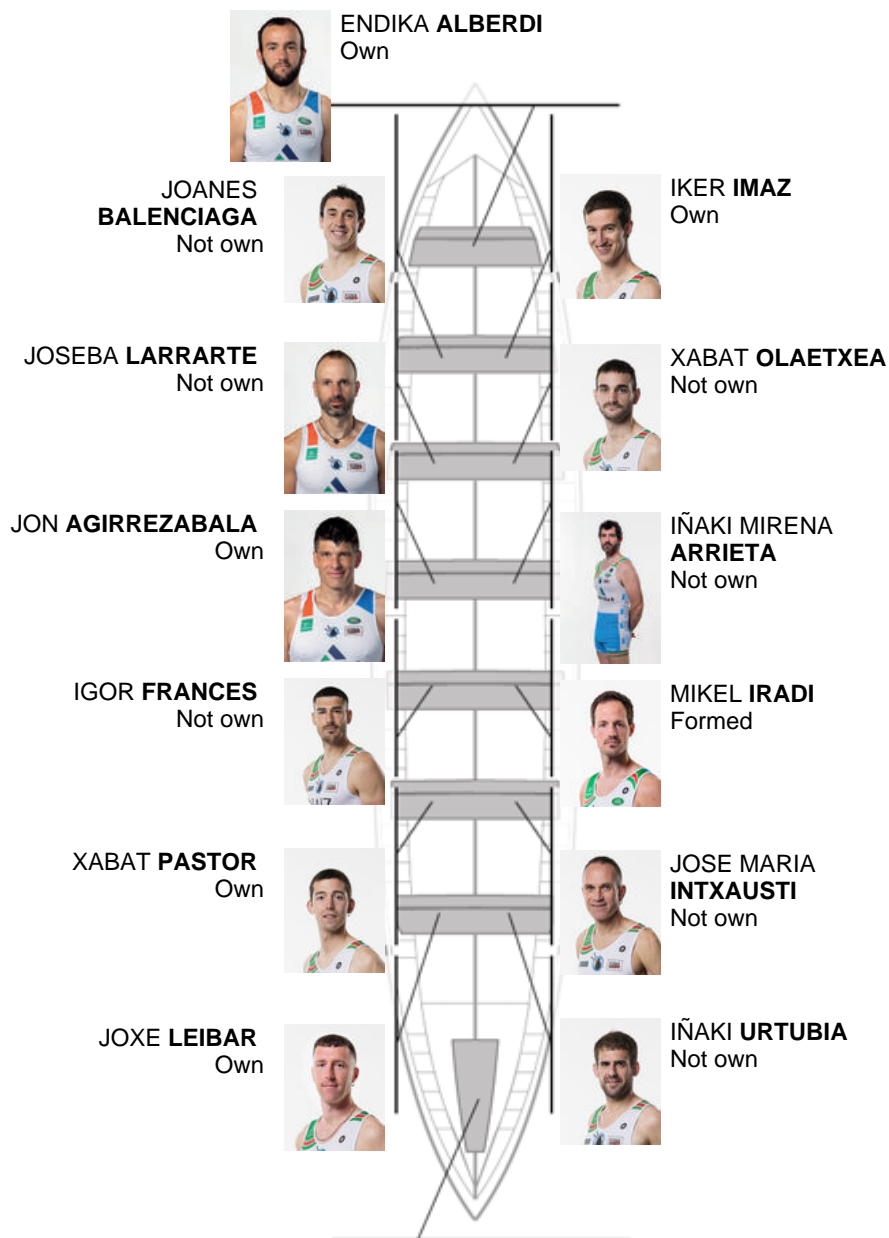 ENDIKA ALBERDI
Own
JOANES
BALENCIAGA
Not own
IKER IMAZ
Own
JOSEBA LARRARTE
Not own
XABAT OLAETXEA
Not own
JON AGIRREZABALA
Own
IÑAKI MIRENA
ARRIETA
Not own
IGOR FRANCES
Not own
MIKEL IRADI
Formed
XABAT PASTOR
Own
JOSE MARIA
INTXAUSTI
Not own
JOXE LEIBAR
Own
IÑAKI URTUBIA
Not own